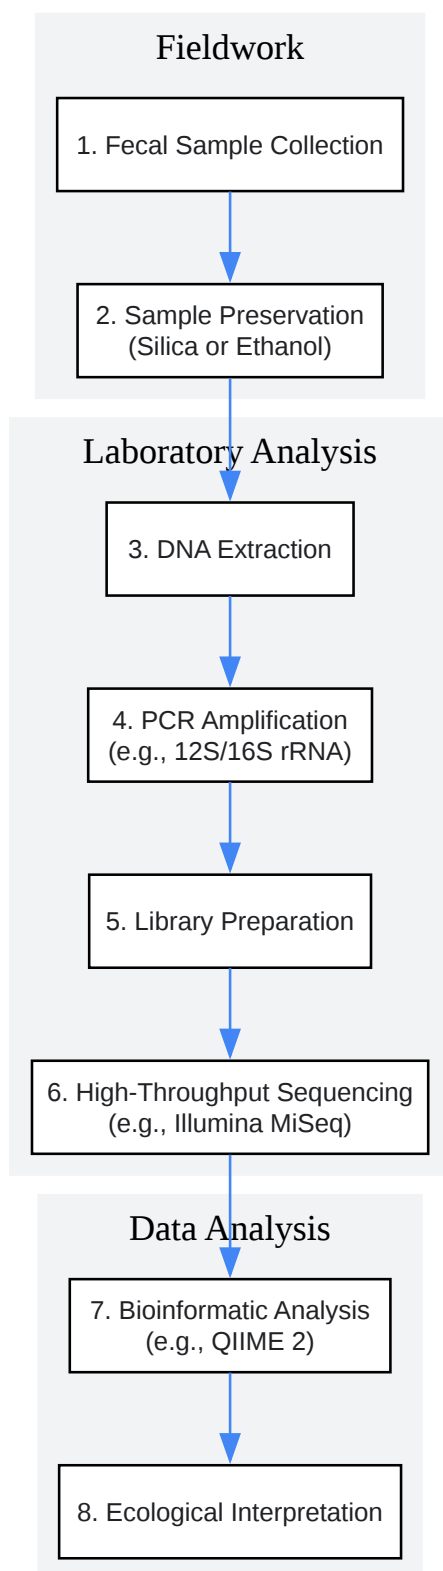 Fieldwork
1. Fecal Sample Collection
2. Sample Preservation
(Silica or Ethanol)
Laboratory Analysis
3. DNA Extraction
4. PCR Amplification
(e.g., 12S/16S rRNA)
5. Library Preparation
6. High-Throughput Sequencing
(e.g., Illumina MiSeq)
Data Analysis
7. Bioinformatic Analysis
(e.g., QIIME 2)
8. Ecological Interpretation